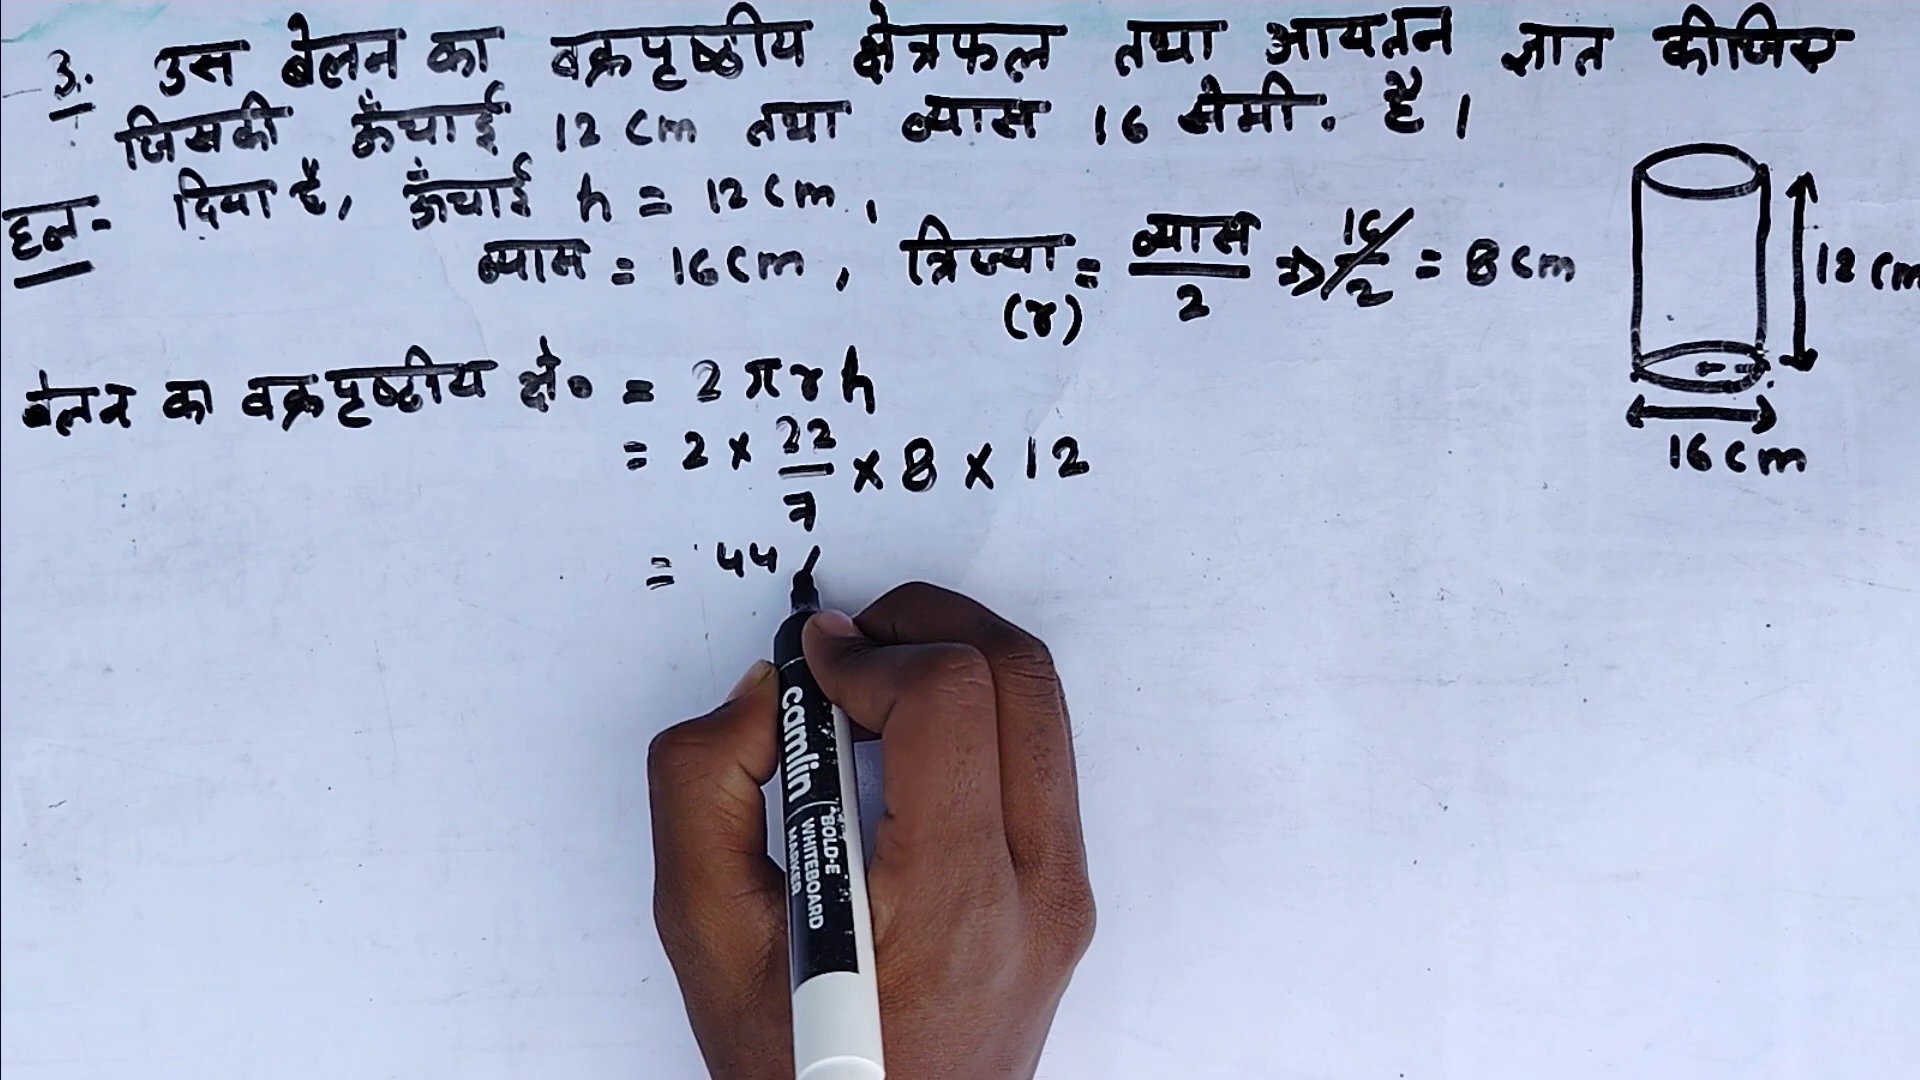 3. उस बेलन का वक्रपृष्ठीय क्षेत्रफल तथा आयतन ज्ञात कीजिए
जिसकी ऊँचाई 12 cm तथा व्यास 16 सेमी. है।
हल- दिया है, ऊँचाई h = 12 cm,
व्यास = 16 cm, त्रिज्या (r) = व्यास/2 => 16/2 = 8 cm
12 cm
16 cm
बेलन का वक्रपृष्ठीय क्षे॰ = 2 π r h
= 2 × 22/7 × 8 × 12
= 44
camlin
BOLD-E
WHITEBOARD
MARKER